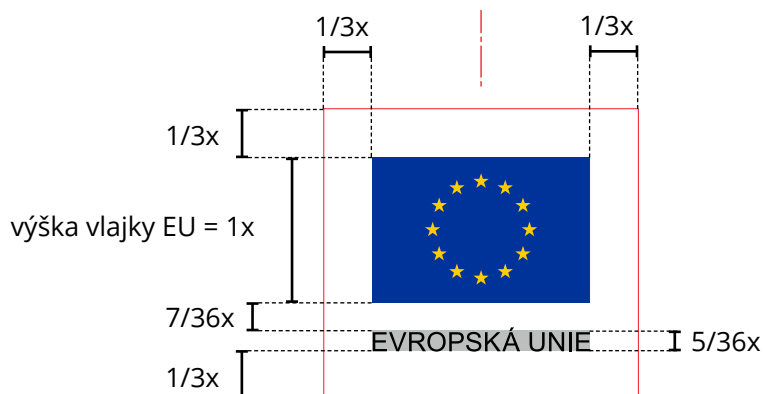 1/3x 1/3x
1/3x
výška vlajky EU = 1x
7/36x
EVROPSKÁ UNIE 5/36x
1/3x